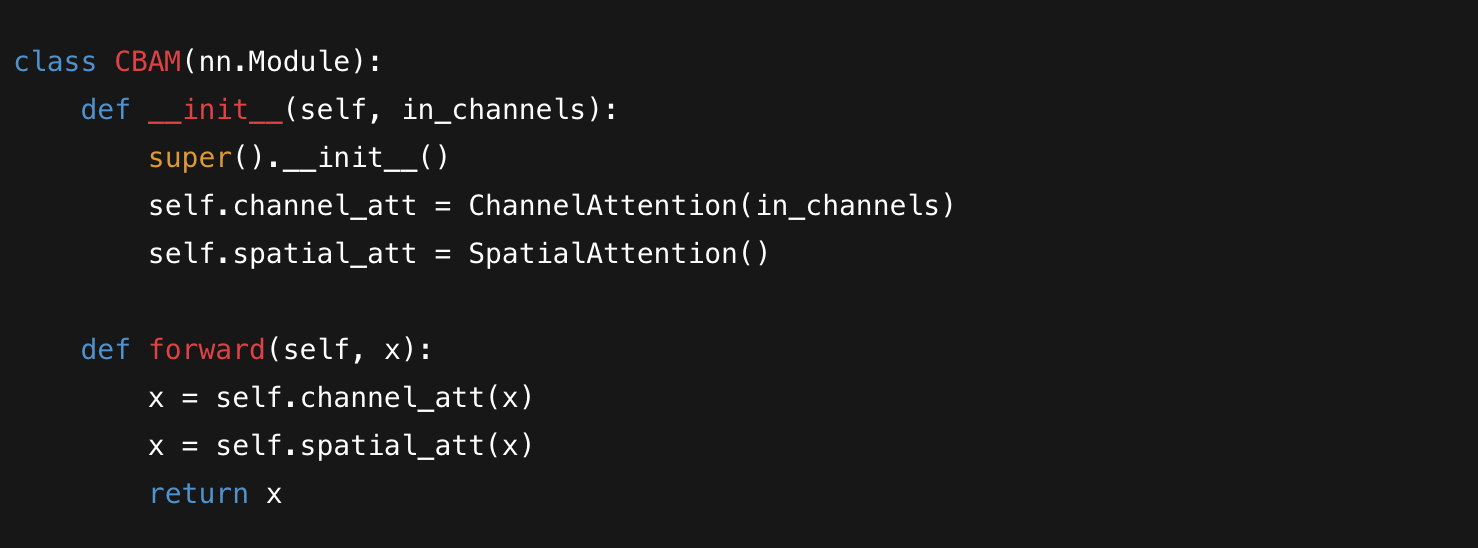 class CBAM(nn.Module):
    def __init__(self, in_channels):
        super().__init__()
        self.channel_att = ChannelAttention(in_channels)
        self.spatial_att = SpatialAttention()

    def forward(self, x):
        x = self.channel_att(x)
        x = self.spatial_att(x)
        return x